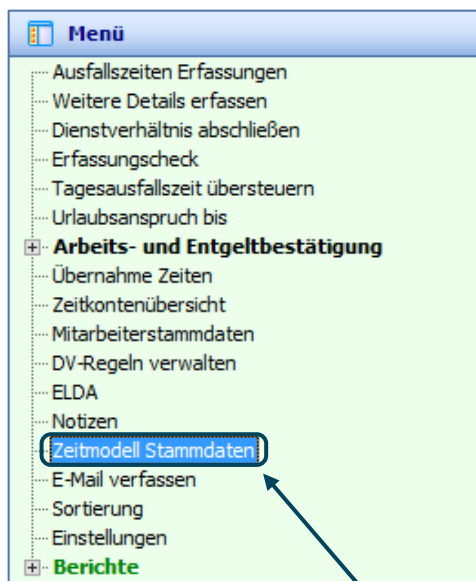 Menü
Ausfallszeiten Erfassungen
Weitere Details erfassen
Dienstverhältnis abschließen
Erfassungscheck
Tagesausfallszeit übersteuern
Urlaubsanspruch bis
Arbeits- und Entgeltbestätigung
Übernahme Zeiten
Zeitkontenübersicht
Mitarbeiterstammdaten
DV-Regeln verwalten
ELDA
Notizen
Zeitmodell Stammdaten
E-Mail verfassen
Sortierung
Einstellungen
Berichte